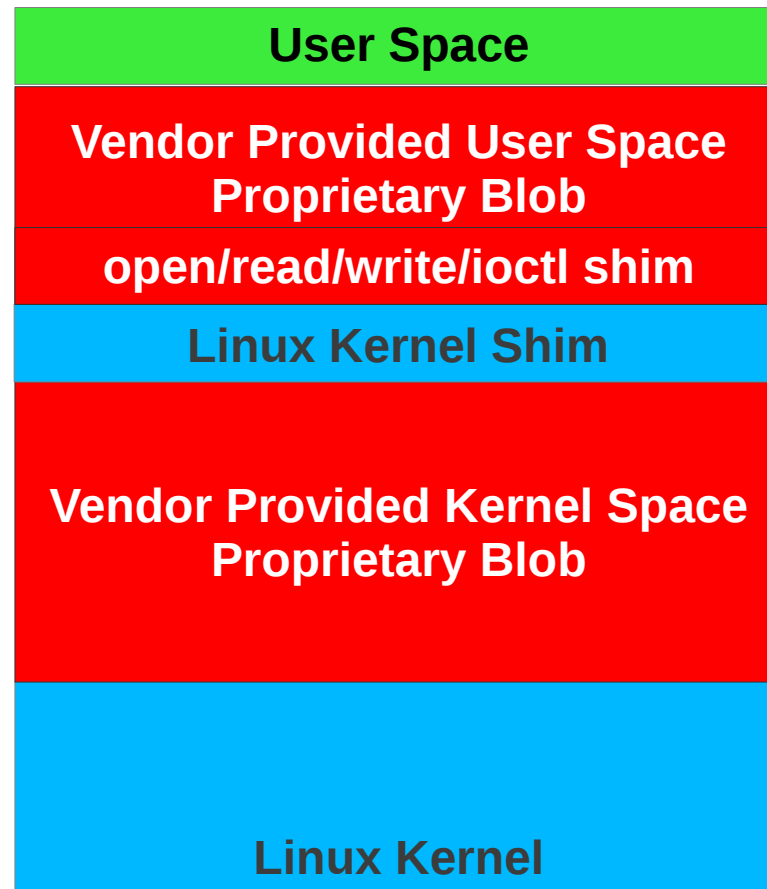 User Space
Vendor Provided User Space
Proprietary Blob
open/read/write/ioctl shim
Linux Kernel Shim
Vendor Provided Kernel Space
Proprietary Blob
Linux Kernel